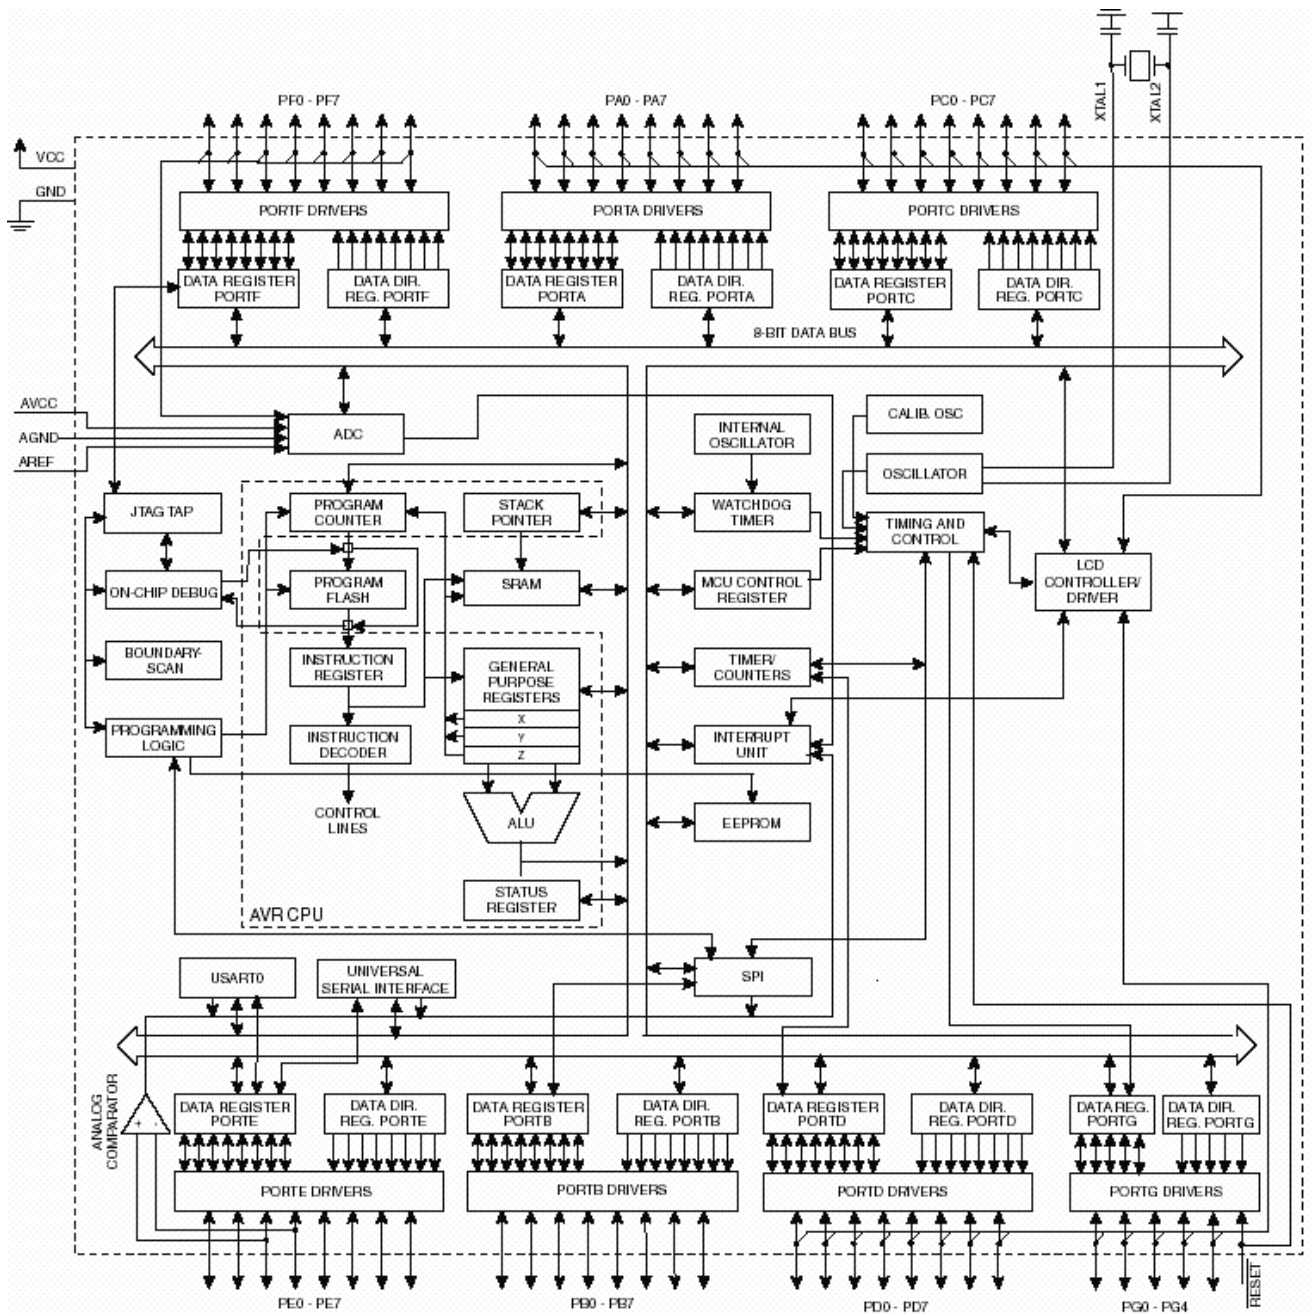 XTAL1
XTAL2
PF0 - PF7
PA0 - PA7
PC0 - PC7
VCC
GND
PORTF DRIVERS
PORTA DRIVERS
PORTC DRIVERS
DATA REGISTER
PORTF
DATA DIR.
REG. PORTF
DATA REGISTER
PORTA
DATA DIR.
REG. PORTA
DATA REGISTER
PORTC
DATA DIR.
REG. PORTC
8-BIT DATA BUS
AVCC
AGND
AREF
ADC
INTERNAL
OSCILLATOR
CALIB. OSC
OSCILLATOR
JTAG TAP
PROGRAM
COUNTER
STACK
POINTER
WATCHDOG
TIMER
TIMING AND
CONTROL
LCD
CONTROLLER/
DRIVER
ON-CHIP DEBUG
PROGRAM
FLASH
SRAM
MCU CONTROL
REGISTER
BOUNDARY-
SCAN
INSTRUCTION
REGISTER
GENERAL
PURPOSE
REGISTERS
X
Y
Z
TIMER/
COUNTERS
PROGRAMMING
LOGIC
INSTRUCTION
DECODER
INTERRUPT
UNIT
CONTROL
LINES
ALU
EEPROM
STATUS
REGISTER
AVR CPU
USART0
UNIVERSAL
SERIAL INTERFACE
SPI
ANALOG
COMPARATOR
+ -
DATA REGISTER
PORTE
DATA DIR.
REG. PORTE
DATA REGISTER
PORTB
DATA DIR.
REG. PORTB
DATA REGISTER
PORTD
DATA DIR.
REG. PORTD
DATA REG.
PORTG
DATA DIR.
REG. PORTG
PORTE DRIVERS
PORTB DRIVERS
PORTD DRIVERS
PORTG DRIVERS
PE0 - PE7
PB0 - PB7
PD0 - PD7
PG0 - PG4
RESET